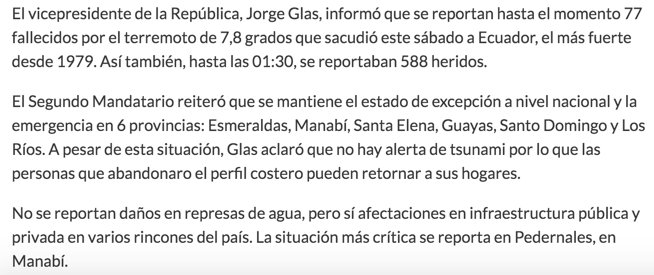 El vicepresidente de la República, Jorge Glas, informó que se reportan hasta el momento 77
fallecidos por el terremoto de 7,8 grados que sacudió este sábado a Ecuador, el más fuerte
desde 1979. Así también, hasta las 01:30, se reportaban 588 heridos.
El Segundo Mandatario reiteró que se mantiene el estado de excepción a nivel nacional y la
emergencia en 6 provincias: Esmeraldas, Manabí, Santa Elena, Guayas, Santo Domingo y Los
Ríos. A pesar de esta situación, Glas aclaró que no hay alerta de tsunami por lo que las
personas que abandonaro el perfil costero pueden retornar a sus hogares.
No se reportan daños en represas de agua, pero sí afectaciones en infraestructura pública y
privada en varios rincones del país. La situación más crítica se reporta en Pedernales, en
Manabí.